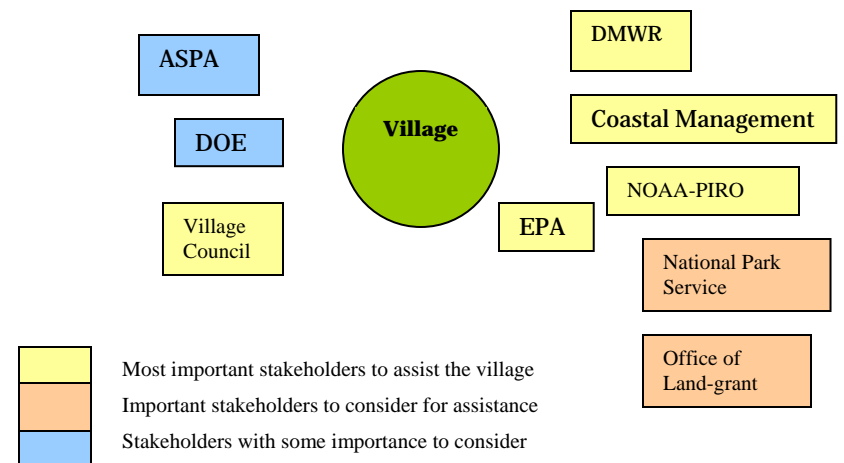 DMWR
ASPA
Village
Coastal Management
DOE
NOAA-PIRO
Village
Council
EPA
National Park
Service
Office of
Land-grant
Most important stakeholders to assist the village
Important stakeholders to consider for assistance
Stakeholders with some importance to consider